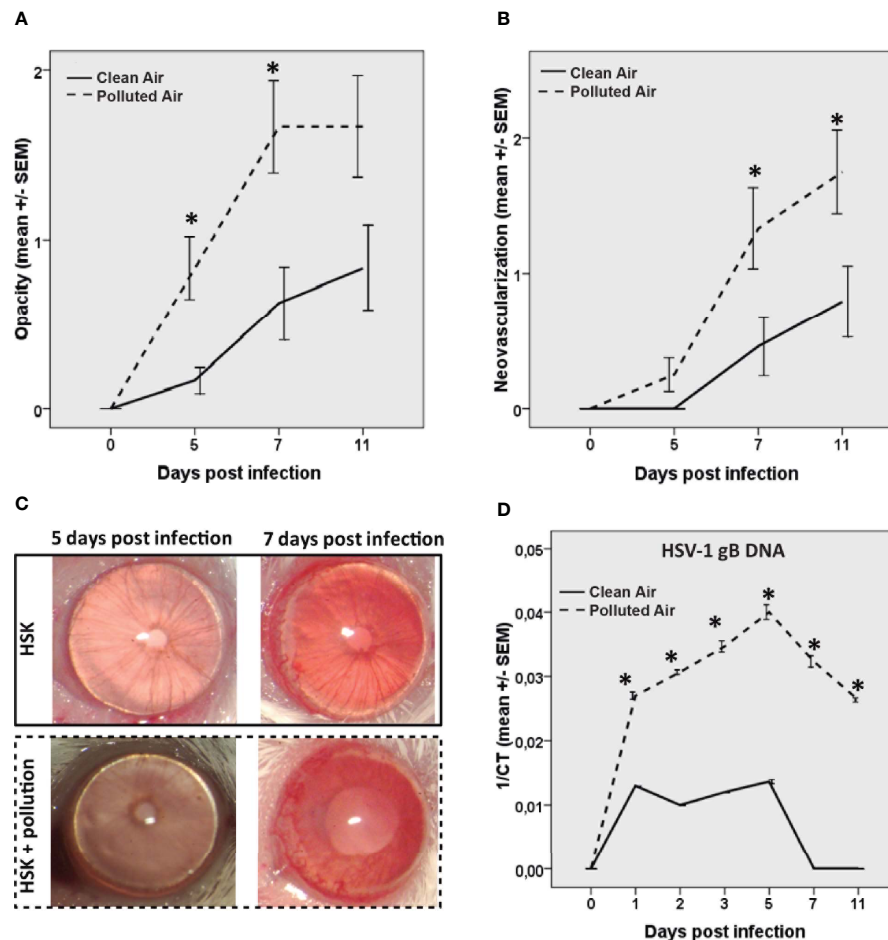 A
2
1
0
Opacity (mean +/- SEM)
Clean Air
Polluted Air
*
*
0 5 7 11
Days post infection
B
2
1
0
Neovascularization (mean +/- SEM)
Clean Air
Polluted Air
*
*
0 5 7 11
Days post infection
C
5 days post infection
7 days post infection
HSK
HSK + pollution
D
HSV-1 gB DNA
0,05
0,04
0,03
0,02
0,01
0,00
1/CT (mean +/- SEM)
Clean Air
Polluted Air
* * * * * *
0 1 2 3 5 7 11
Days post infection